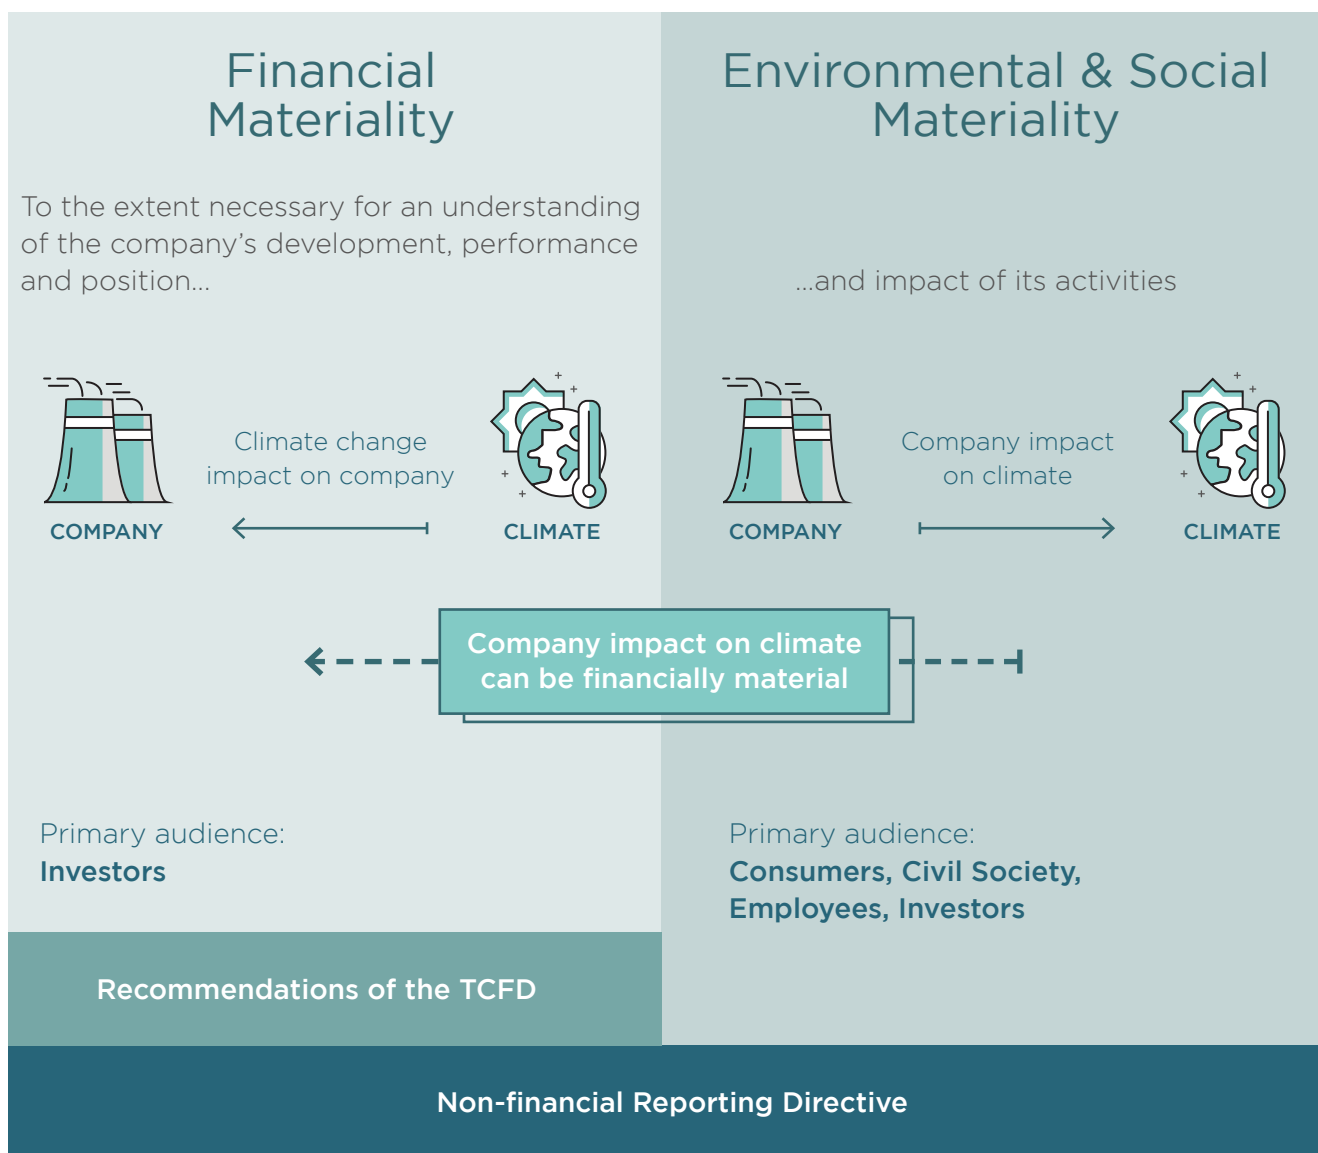 Financial
Materiality
To the extent necessary for an understanding
of the company’s development, performance
and position...
Climate change
impact on company
COMPANY
CLIMATE
Environmental & Social
Materiality
...and impact of its activities
Company impact
on climate
COMPANY
CLIMATE
Company impact on climate
can be financially material
Primary audience:
Investors
Primary audience:
Consumers, Civil Society,
Employees, Investors
Recommendations of the TCFD
Non-financial Reporting Directive